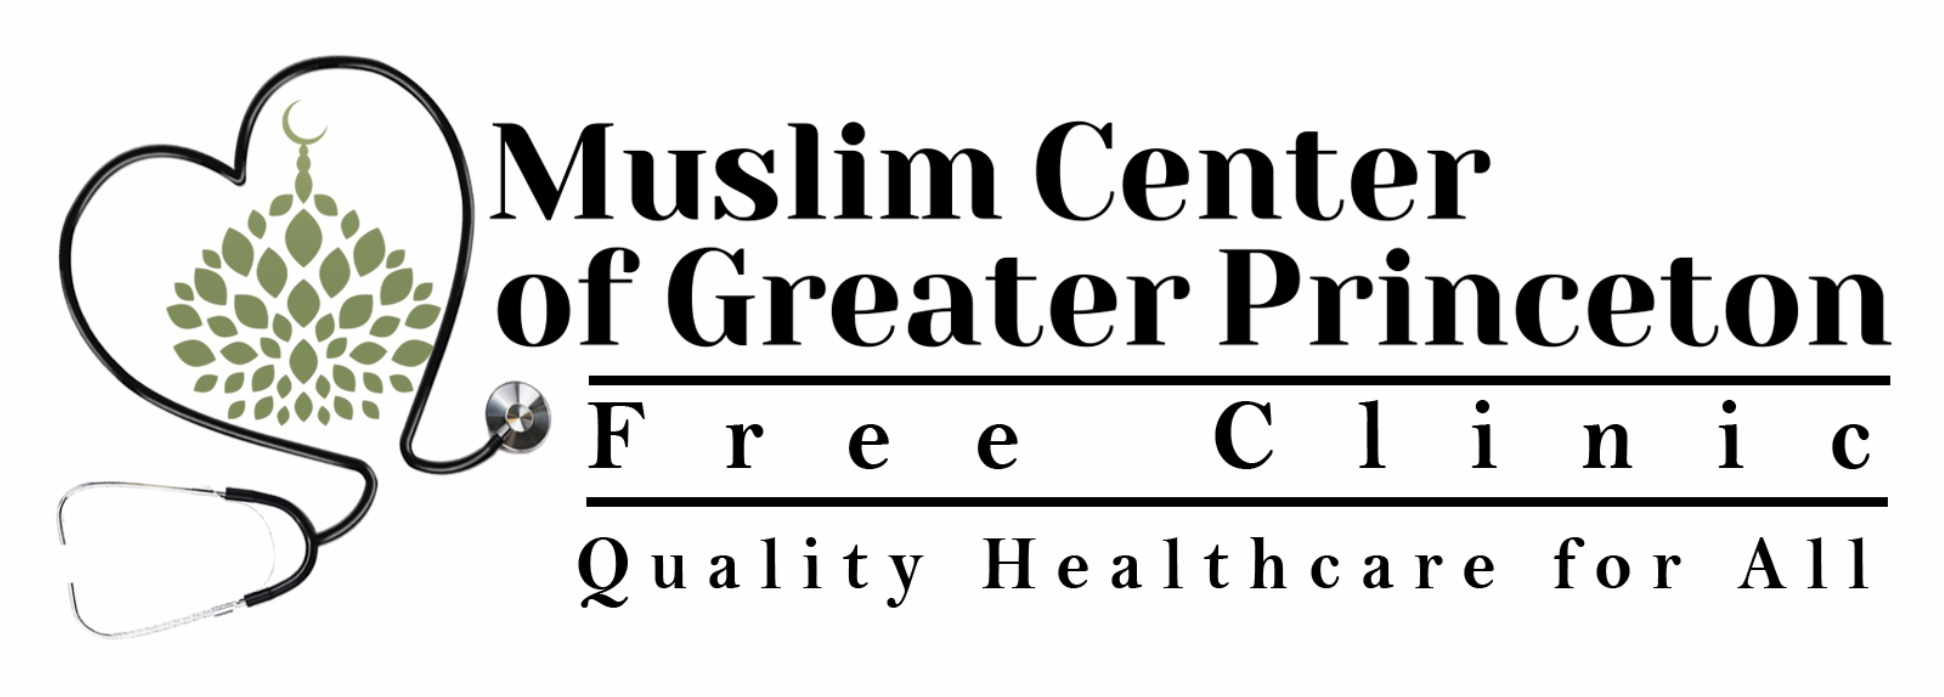 Muslim Center
of Greater Princeton
Free Clinic
Quality Healthcare for All